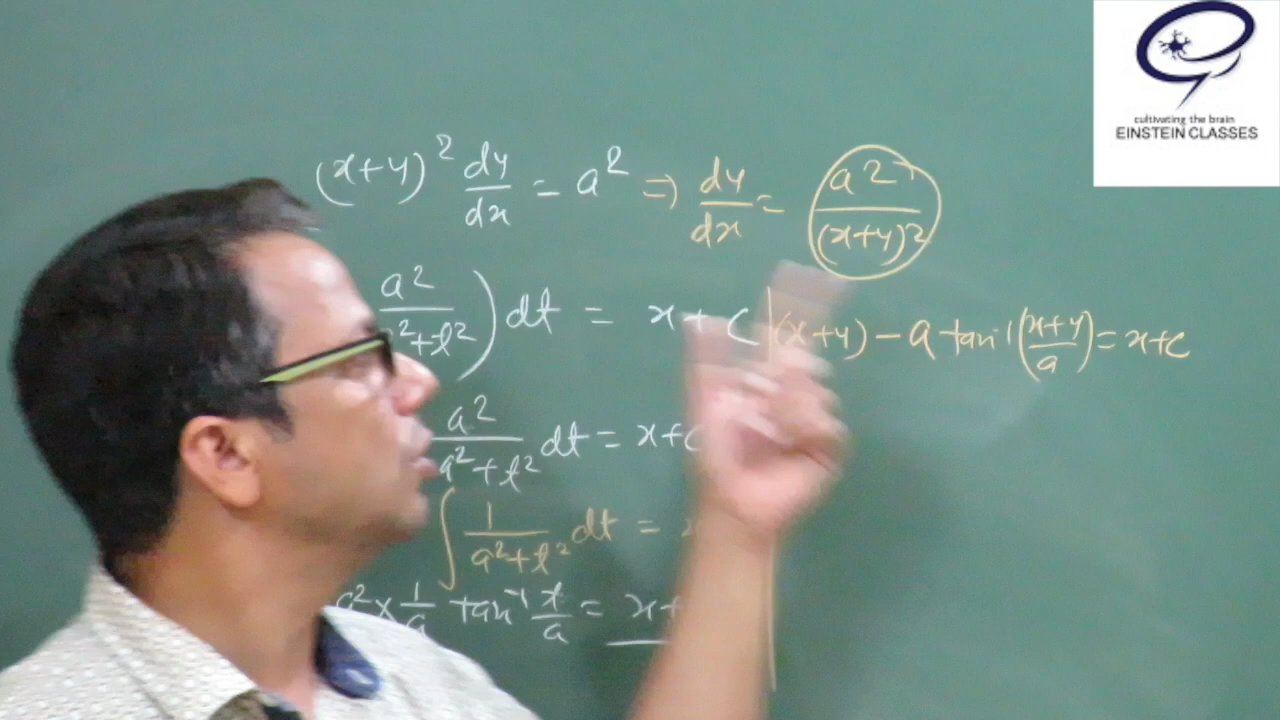 cultivating the brain
EINSTEIN CLASSES
(x+y)² dy/dx = a² ⇒ dy/dx = a²/(x+y)²
a²/(a²+t²)) dt = x+c
(x+y) - a tan⁻¹((x+y)/a) = x+c
a²/(a²+t²) dt = x+c
∫ 1/(a²+t²) dt =
a² × 1/a tan⁻¹ t/a = x+